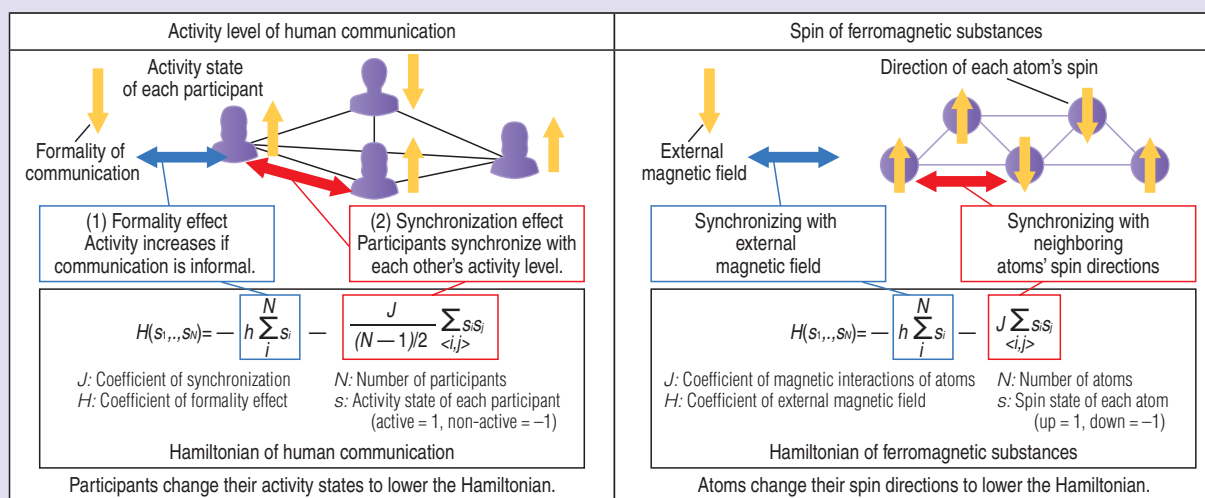 Activity level of human communication
Activity state
of each participant
Formality of
communication
(1) Formality effect
Activity increases if
communication is informal.
(2) Synchronization effect
Participants synchronize with
each other's activity level.
H(s₁,.,sN)= — h N∑i si — J/(N — 1)/2 ∑<i,j> sisj
J: Coefficient of synchronization
H: Coefficient of formality effect
N: Number of participants
s: Activity state of each participant
(active = 1, non-active = –1)
Hamiltonian of human communication
Participants change their activity states to lower the Hamiltonian.
Spin of ferromagnetic substances
Direction of each atom's spin
External
magnetic field
Synchronizing with
external
magnetic field
Synchronizing with
neighboring
atoms' spin directions
H(s₁,.,sN)= — h N∑i si — J ∑<i,j> sisj
J: Coefficient of magnetic interactions of atoms
H: Coefficient of external magnetic field
N: Number of atoms
s: Spin state of each atom
(up = 1, down = –1)
Hamiltonian of ferromagnetic substances
Atoms change their spin directions to lower the Hamiltonian.